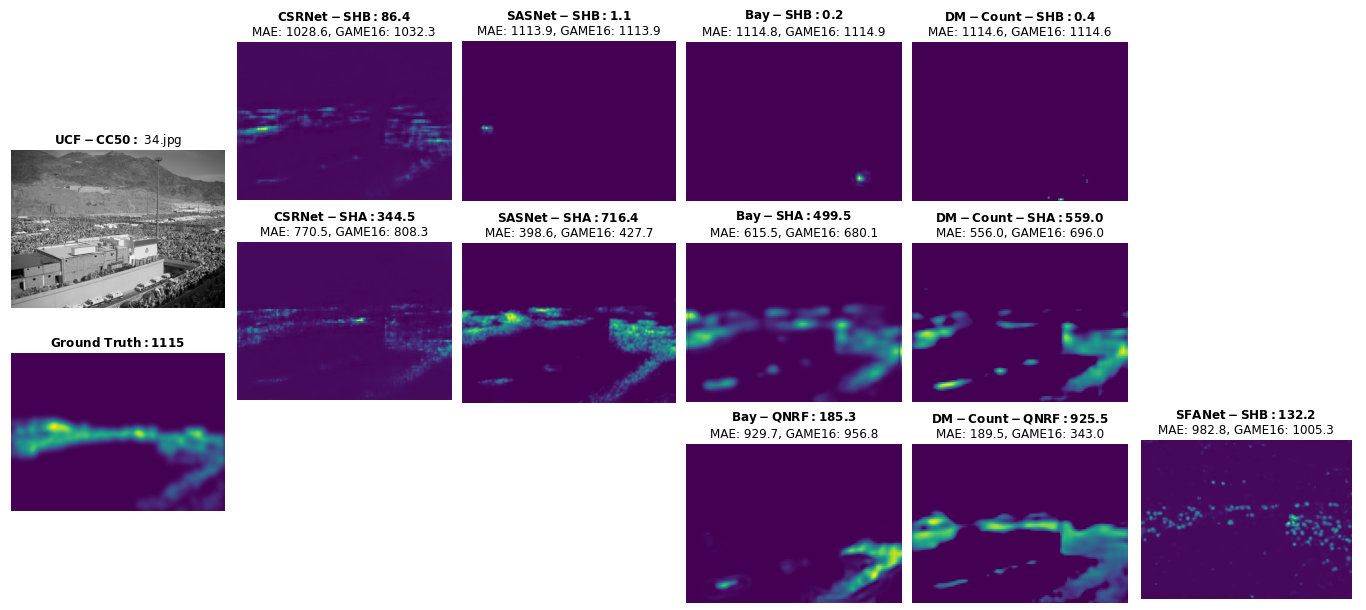 CSRNet − SHB : 86.4
MAE: 1028.6, GAME16: 1032.3
SASNet − SHB : 1.1
MAE: 1113.9, GAME16: 1113.9
Bay − SHB : 0.2
MAE: 1114.8, GAME16: 1114.9
DM − Count − SHB : 0.4
MAE: 1114.6, GAME16: 1114.6
UCF − CC50 : 34.jpg
CSRNet − SHA : 344.5
MAE: 770.5, GAME16: 808.3
SASNet − SHA : 716.4
MAE: 398.6, GAME16: 427.7
Bay − SHA : 499.5
MAE: 615.5, GAME16: 680.1
DM − Count − SHA : 559.0
MAE: 556.0, GAME16: 696.0
Ground Truth : 1115
Bay − QNRF : 185.3
MAE: 929.7, GAME16: 956.8
DM − Count − QNRF : 925.5
MAE: 189.5, GAME16: 343.0
SFANet − SHB : 132.2
MAE: 982.8, GAME16: 1005.3